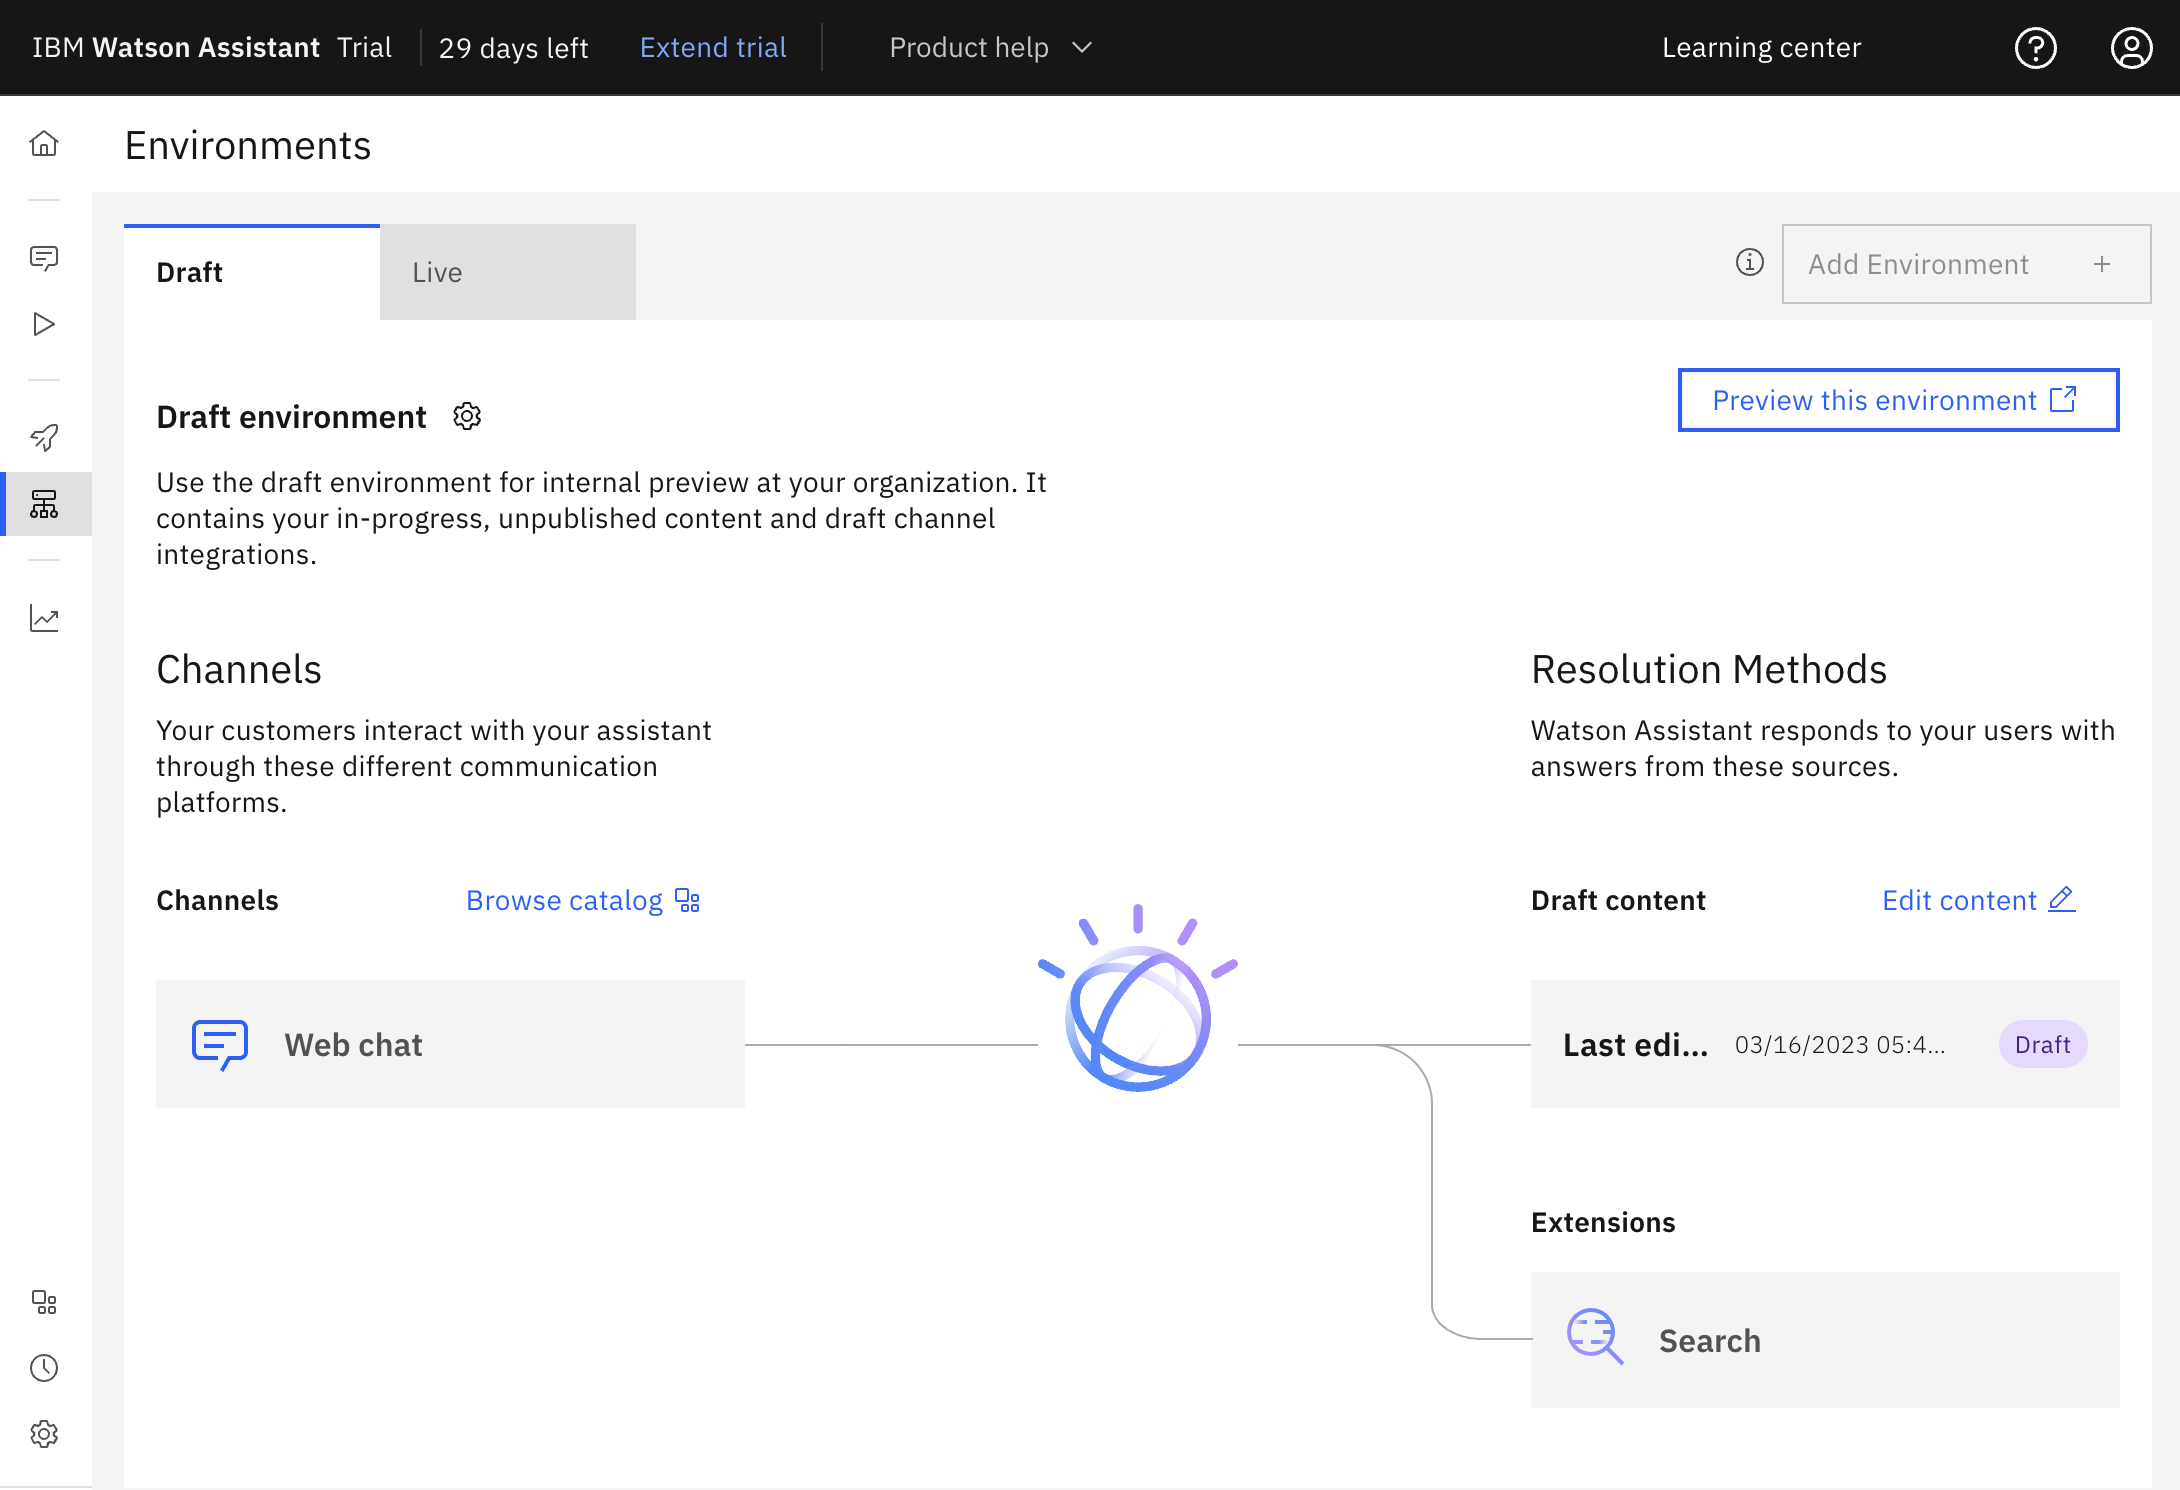 IBM Watson Assistant Trial
29 days left
Extend trial
Product help
Learning center
Environments
Draft
Live
Add Environment
Draft environment
Preview this environment
Use the draft environment for internal preview at your organization. It
contains your in-progress, unpublished content and draft channel
integrations.
Channels
Your customers interact with your assistant
through these different communication
platforms.
Channels
Browse catalog
Web chat
Resolution Methods
Watson Assistant responds to your users with
answers from these sources.
Draft content
Edit content
Last edi...
03/16/2023 05:4...
Draft
Extensions
Search